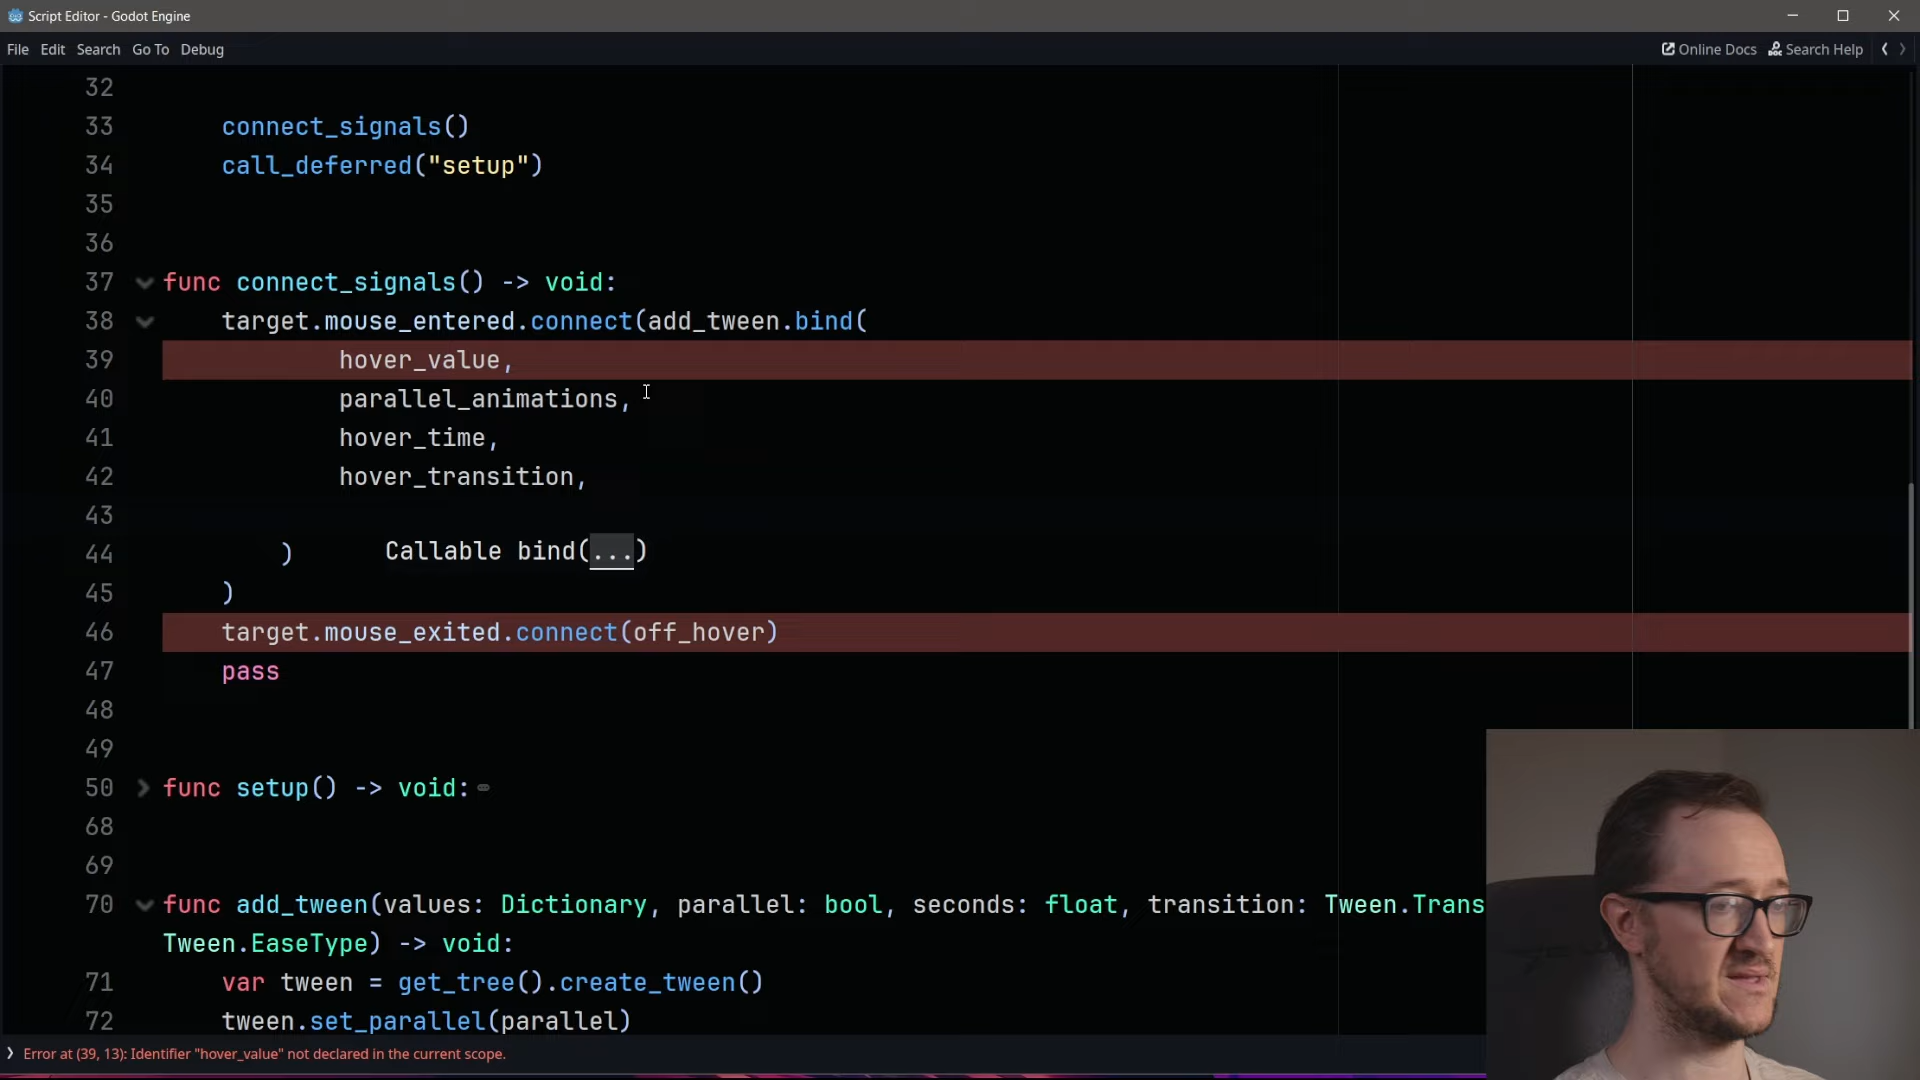 Script Editor - Godot Engine
File Edit Search Go To Debug
Online Docs Search Help
32
33 connect_signals()
34 call_deferred("setup")
35
36
37 func connect_signals() -> void:
38 target.mouse_entered.connect(add_tween.bind(
39 hover_value,
40 parallel_animations,
41 hover_time,
42 hover_transition,
43
44 ) Callable bind(...)
45 )
46 target.mouse_exited.connect(off_hover)
47 pass
48
49
50 func setup() -> void:
68
69
70 func add_tween(values: Dictionary, parallel: bool, seconds: float, transition: Tween.Trans
Tween.EaseType) -> void:
71 var tween = get_tree().create_tween()
72 tween.set_parallel(parallel)
Error at (39, 13): Identifier "hover_value" not declared in the current scope.